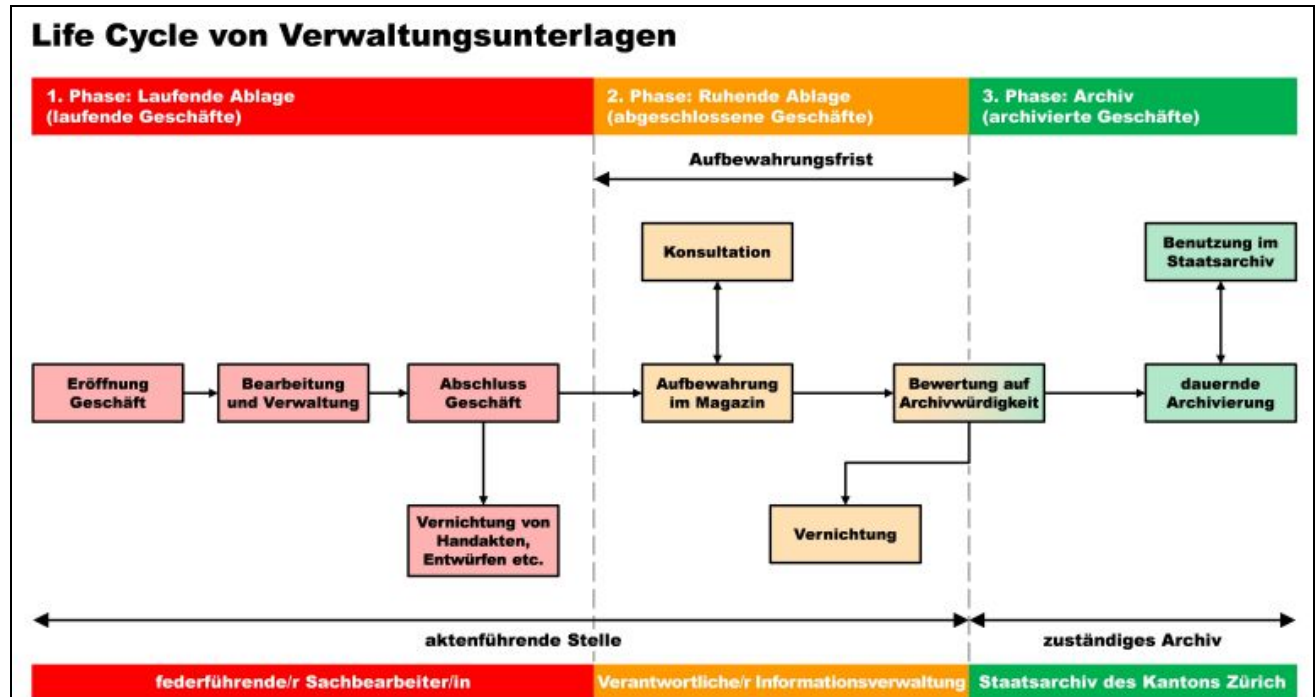 Life Cycle von Verwaltungsunterlagen
1. Phase: Laufende Ablage
(laufende Geschäfte)
2. Phase: Ruhende Ablage
(abgeschlossene Geschäfte)
3. Phase: Archiv
(archivierte Geschäfte)
Aufbewahrungsfrist
Konsultation
Benutzung im
Staatsarchiv
Eröffnung
Geschäft
Bearbeitung
und Verwaltung
Abschluss
Geschäft
Aufbewahrung
im Magazin
Bewertung auf
Archivwürdigkeit
dauernde
Archivierung
Vernichtung von
Handakten,
Entwürfen etc.
Vernichtung
aktenführende Stelle
zuständiges Archiv
federführende/r Sachbearbeiter/in
Verantwortliche/r Informationsverwaltung
Staatsarchiv des Kantons Zürich